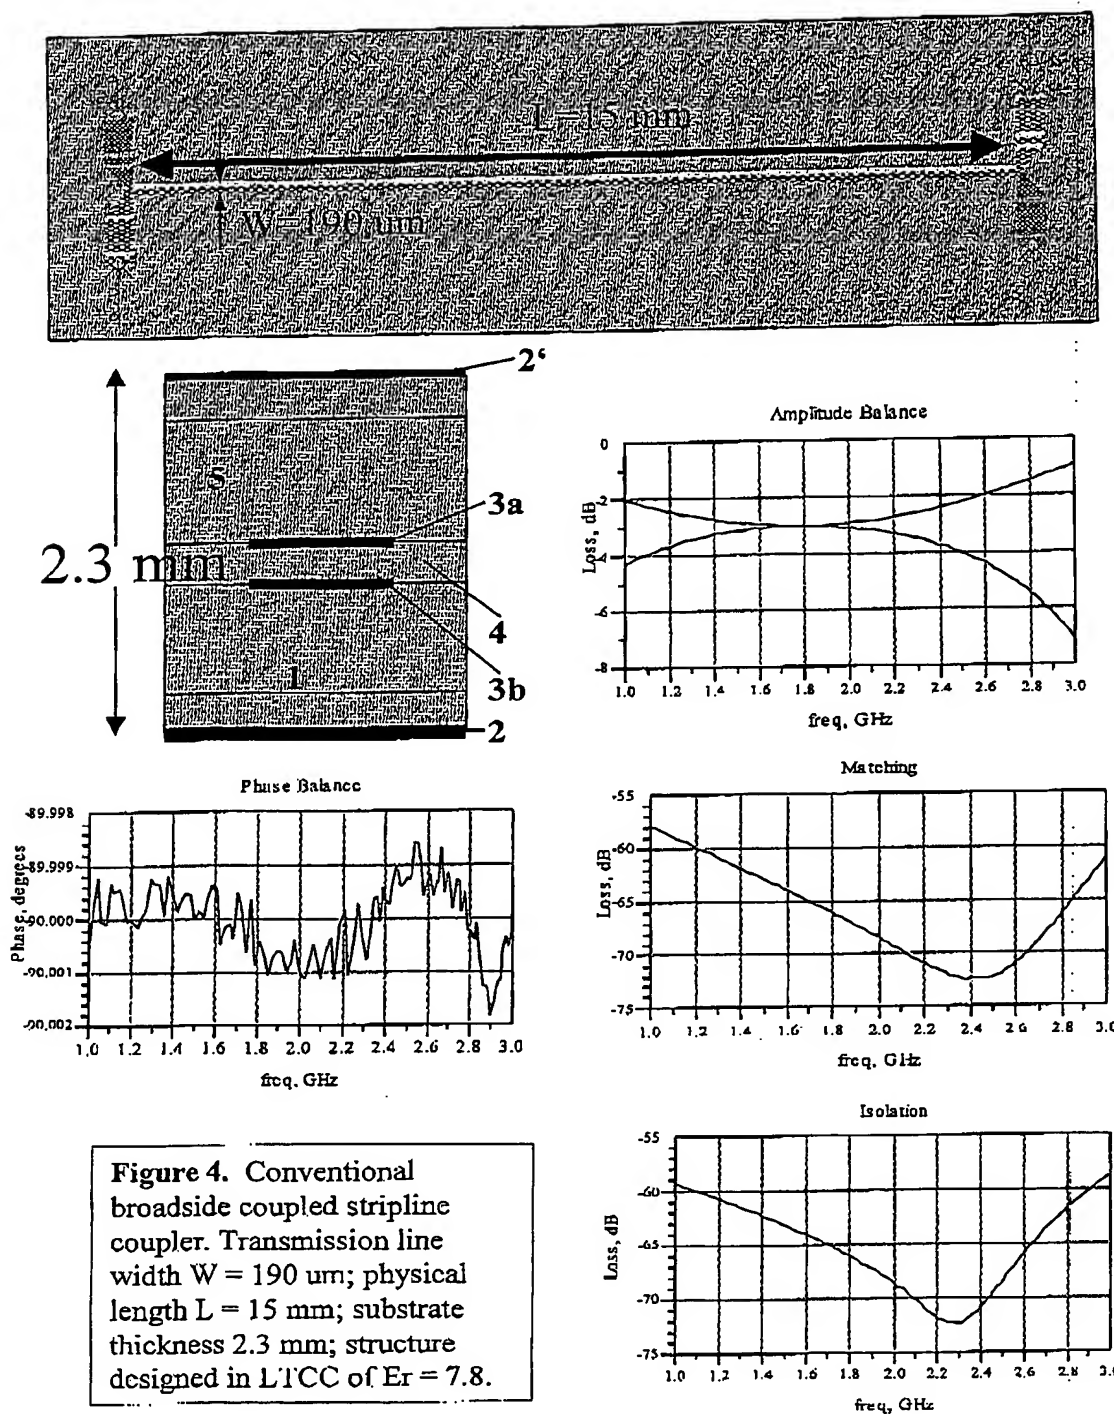 L=15 mm
W=190 um
2‘
s
3a
2.3 mm
4
1
3b
2
Amplitude Balance
Loss, dB
0
-2
-4
-6
-8
1.0 1.2 1.4 1.6 1.8 2.0 2.2 2.4 2.6 2.8 3.0
freq, GHz
Phase Balance
Phase, degrees
-89.998
-89.999
-90.000
-90.001
-90.002
1.0 1.2 1.4 1.6 1.8 2.0 2.2 2.4 2.6 2.8 3.0
freq, GHz
Matching
Loss, dB
-55
-60
-65
-70
-75
1.0 1.2 1.4 1.6 1.8 2.0 2.2 2.4 2.6 2.8 3.0
freq, GHz
Isolation
Loss, dB
-55
-60
-65
-70
-75
1.0 1.2 1.4 1.6 1.8 2.0 2.2 2.4 2.6 2.8 3.0
freq, GHz
Figure 4. Conventional
broadside coupled stripline
coupler. Transmission line
width W = 190 um; physical
length L = 15 mm; substrate
thickness 2.3 mm; structure
designed in LTCC of Er = 7.8.